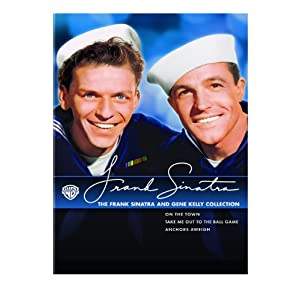 WB
Frank Sinatra
THE FRANK SINATRA AND GENE KELLY COLLECTION
ON THE TOWN
TAKE ME OUT TO THE BALL GAME
ANCHORS AWEIGH